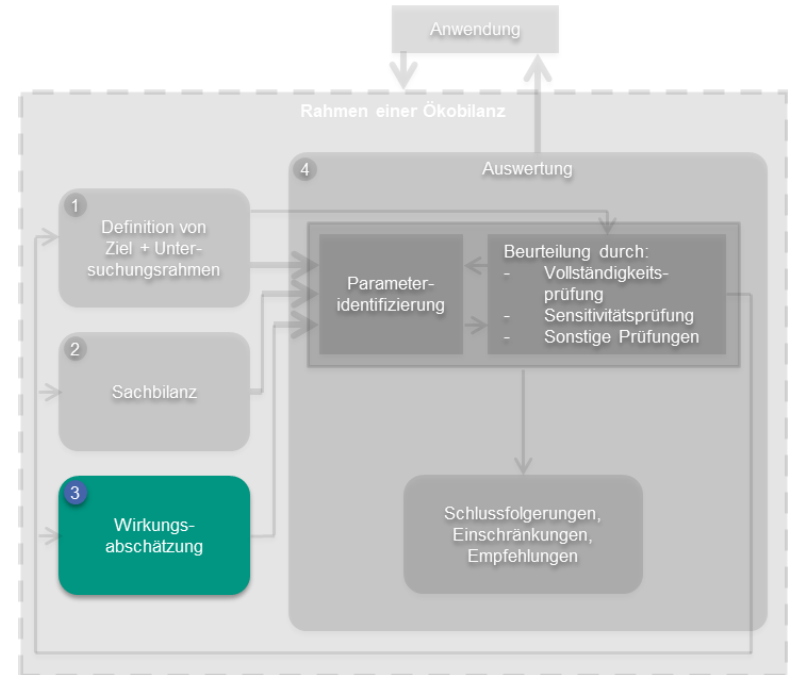 Anwendung
Rahmen einer Ökobilanz
4
Auswertung
1
Definition von
Ziel + Unter-
suchungsrahmen
Parameter-
identifizierung
Beurteilung durch:
- Vollständigkeits-
prüfung
- Sensitivitätsprüfung
- Sonstige Prüfungen
2
Sachbilanz
3
Wirkungs-
abschätzung
Schlussfolgerungen,
Einschränkungen,
Empfehlungen